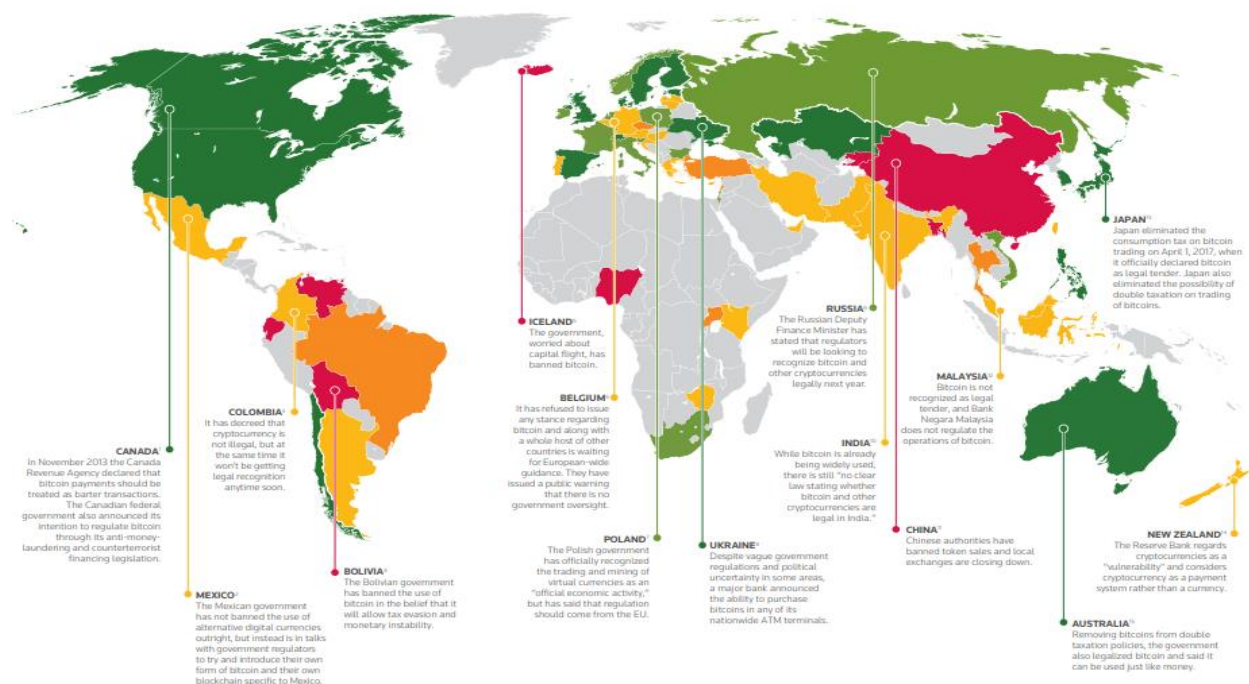 CANADA¹
In November 2013 the Canada
Revenue Agency declared that
bitcoin payments should be
treated as barter transactions.
The Canadian federal
government also announced its
intention to regulate bitcoin
through its anti-money-
laundering and counterterrorist
financing legislation.
MEXICO²
The Mexican government
has not banned the use of
alternative digital currencies
outright, but instead is in talks
with government regulators
to try and introduce their own
form of bitcoin and their own
blockchain specific to Mexico.
COLOMBIA
It has decreed that
cryptocurrency is
not illegal, but at
the same time it
won't be getting
legal recognition
anytime soon.
BOLIVIA
The Bolivian government
has banned the use of
bitcoin in the belief that it
will allow tax evasion and
monetary instability.
ICELAND
The government,
worried about
capital flight, has
banned bitcoin.
BELGIUM
It has refused to issue
any stance regarding
bitcoin and along with
a whole host of other
countries is waiting
for European-wide
guidance. They have
issued a public warning
that there is no
government oversight.
POLAND
The Polish government
has officially recognized
the trading and mining of
virtual currencies as an
"official economic activity,"
but has said that regulation
should come from the EU.
UKRAINE
Despite vague government
regulations and political
uncertainty in some areas,
a major bank announced
the ability to purchase
bitcoins in any of its
nationwide ATM terminals.
RUSSIA
The Russian Deputy
Finance Minister has
stated that regulators
will be looking to
recognize bitcoin and
other cryptocurrencies
legally next year.
INDIA
While bitcoin is already
being widely used,
there is still "no clear
law stating whether
bitcoin and other
cryptocurrencies are
legal in India."
CHINA
Chinese authorities have
banned token sales and local
exchanges are closing down.
MALAYSIA
Bitcoin is not
recognized as legal
tender, and Bank
Negara Malaysia
does not regulate the
operations of bitcoin.
JAPAN
Japan eliminated the
consumption tax on bitcoin
trading on April 1, 2017, when
it officially declared bitcoin
as legal tender. Japan also
eliminated the possibility of
double taxation on trading
of bitcoins.
NEW ZEALAND
The Reserve Bank regards
cryptocurrencies as a
"vulnerability" and considers
cryptocurrency as a payment
system rather than a currency.
AUSTRALIA
Removing bitcoins from double
taxation policies, the government
also legalized bitcoin and said it
can be used just like money.